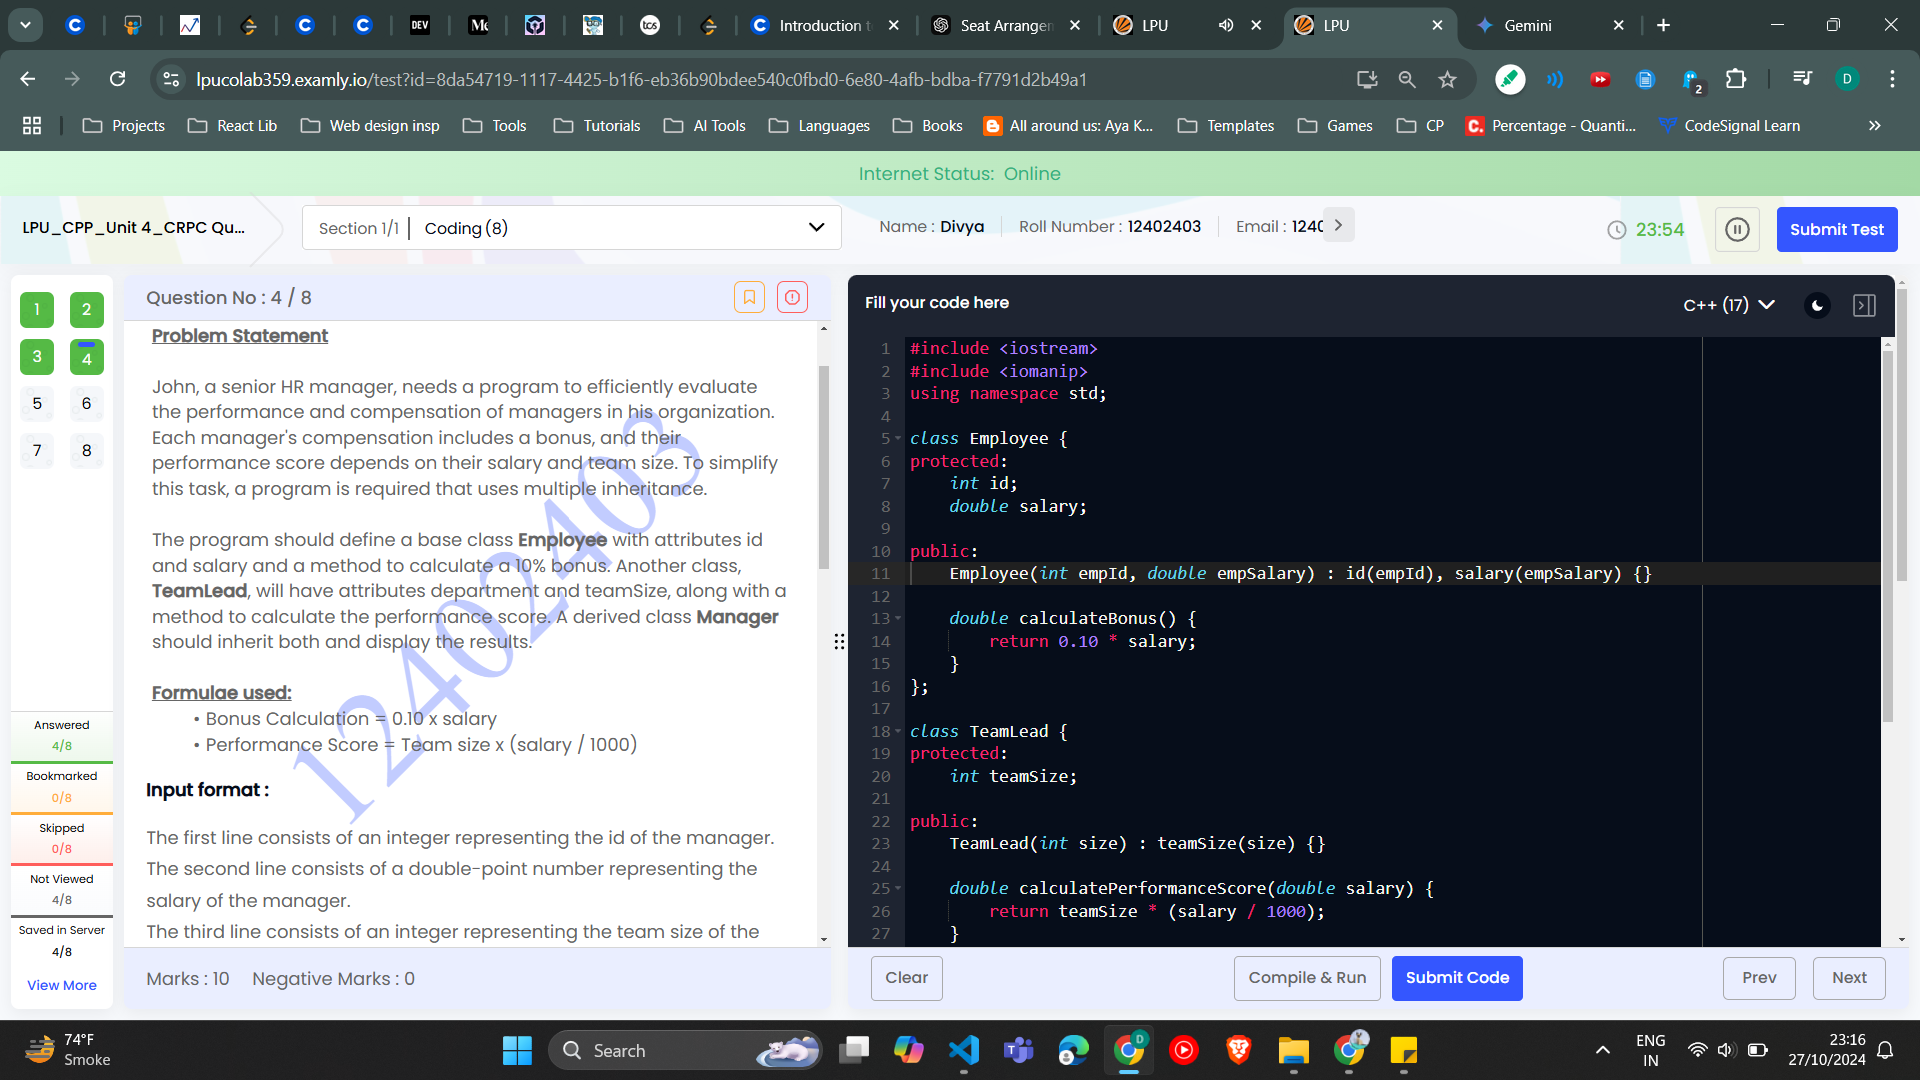 Introduction t
Seat Arrangen
LPU
LPU
Gemini
lpucolab359.examly.io/test?id=8da54719-1117-4425-b1f6-eb36b90bdee540c0fbd0-6e80-4afb-bdba-f7791d2b49a1
D
2
Projects
React Lib
Web design insp
Tools
Tutorials
AI Tools
Languages
Books
All around us: Aya K...
Templates
Games
CP
Percentage - Quanti...
CodeSignal Learn
Internet Status: Online
LPU_CPP_Unit 4_CRPC Qu...
Section 1/1 | Coding (8)
Name : Divya
Roll Number : 12402403
Email : 1240
23:54
Submit Test
1 2
3 4
5 6
7 8
Answered
4/8
Bookmarked
0/8
Skipped
0/8
Not Viewed
4/8
Saved in Server
4/8
View More
Question No : 4 / 8
Problem Statement
John, a senior HR manager, needs a program to efficiently evaluate
the performance and compensation of managers in his organization.
Each manager's compensation includes a bonus, and their
performance score depends on their salary and team size. To simplify
this task, a program is required that uses multiple inheritance.
The program should define a base class Employee with attributes id
and salary and a method to calculate a 10% bonus. Another class,
TeamLead, will have attributes department and teamSize, along with a
method to calculate the performance score. A derived class Manager
should inherit both and display the results.
Formulae used:
• Bonus Calculation = 0.10 x salary
• Performance Score = Team size x (salary / 1000)
Input format :
The first line consists of an integer representing the id of the manager.
The second line consists of a double-point number representing the
salary of the manager.
The third line consists of an integer representing the team size of the
12402403
Marks : 10 Negative Marks : 0
Fill your code here
C++ (17)
1 #include <iostream>
2 #include <iomanip>
3 using namespace std;
4
5 class Employee {
6 protected:
7 int id;
8 double salary;
9
10 public:
11 Employee(int empId, double empSalary) : id(empId), salary(empSalary) {}
12
13 double calculateBonus() {
14 return 0.10 * salary;
15 }
16 };
17
18 class TeamLead {
19 protected:
20 int teamSize;
21
22 public:
23 TeamLead(int size) : teamSize(size) {}
24
25 double calculatePerformanceScore(double salary) {
26 return teamSize * (salary / 1000);
27 }
Clear
Compile & Run
Submit Code
Prev
Next
74°F
Smoke
Search
ENG
IN
23:16
27/10/2024